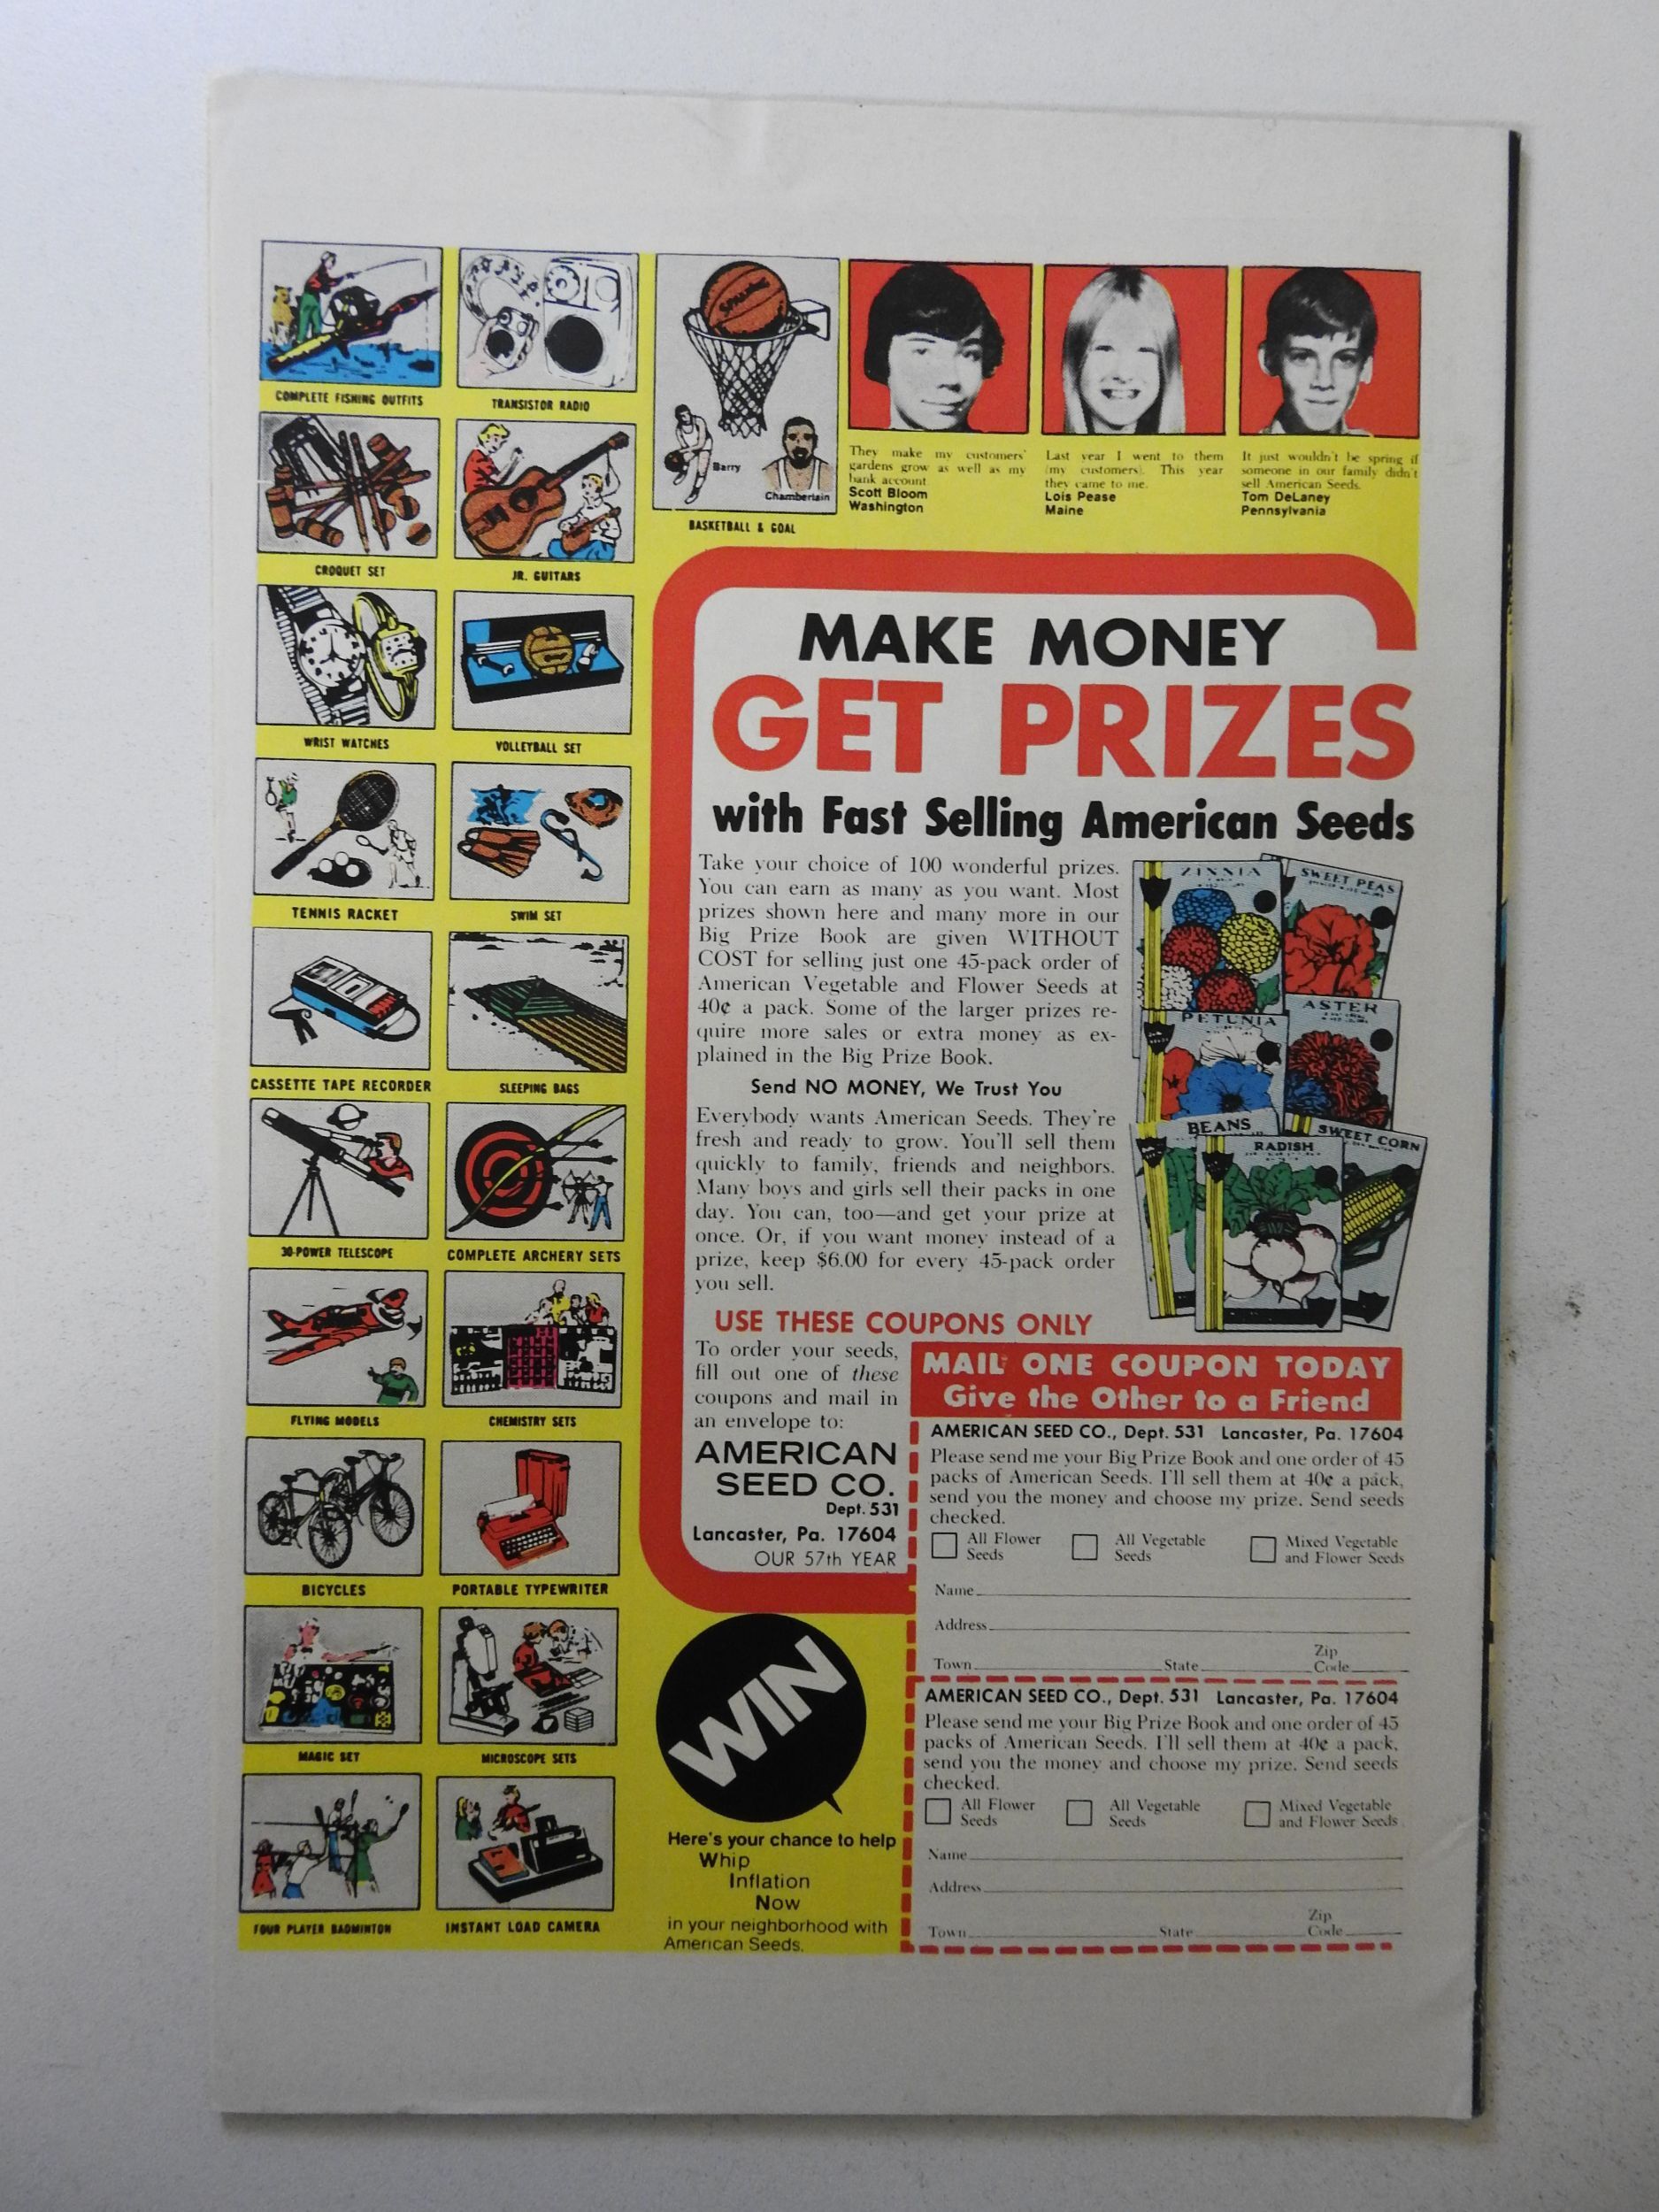 COMPLETE FISHING OUTFITS
TRANSISTOR RADIO
CROQUET SET
JR. GUITARS
WRIST WATCHES
VOLLEYBALL SET
TENNIS RACKET
SWIM SET
CASSETTE TAPE RECORDER
SLEEPING BAGS
30-POWER TELESCOPE
COMPLETE ARCHERY SETS
FLYING MODELS
CHEMISTRY SETS
BICYCLES
PORTABLE TYPEWRITER
MAGIC SET
MICROSCOPE SETS
FOUR PLAYER BADMINTON
INSTANT LOAD CAMERA
SPALDING
Barry
Chamberlain
BASKETBALL & GOAL
They make my customers'
gardens grow as well as my
bank account
Scott Bloom
Washington
Last year I went to them
(my customers). This year
they came to me.
Lois Pease
Maine
It just wouldn't be spring if
someone in our family didn't
sell American Seeds.
Tom DeLaney
Pennsylvania
MAKE MONEY
GET PRIZES
with Fast Selling American Seeds
Take your choice of 100 wonderful prizes.
You can earn as many as you want. Most
prizes shown here and many more in our
Big Prize Book are given WITHOUT
COST for selling just one 45-pack order of
American Vegetable and Flower Seeds at
40¢ a pack. Some of the larger prizes re-
quire more sales or extra money as ex-
plained in the Big Prize Book.
Send NO MONEY, We Trust You
Everybody wants American Seeds. They're
fresh and ready to grow. You'll sell them
quickly to family, friends and neighbors.
Many boys and girls sell their packs in one
day. You can, too—and get your prize at
once. Or, if you want money instead of a
prize, keep $6.00 for every 45-pack order
you sell.
ZINNIA
SWEET PEAS
PETUNIA
ASTER
BEANS
RADISH
SWEET CORN
USE THESE COUPONS ONLY
To order your seeds,
fill out one of these
coupons and mail in
an envelope to:
AMERICAN
SEED CO.
Dept. 531
Lancaster, Pa. 17604
OUR 57th YEAR
MAIL ONE COUPON TODAY
Give the Other to a Friend
AMERICAN SEED CO., Dept. 531 Lancaster, Pa. 17604
Please send me your Big Prize Book and one order of 45
packs of American Seeds. I'll sell them at 40¢ a pack,
send you the money and choose my prize. Send seeds
checked.
All Flower Seeds
All Vegetable Seeds
Mixed Vegetable and Flower Seeds
Name
Address
Town State Zip Code
AMERICAN SEED CO., Dept. 531 Lancaster, Pa. 17604
Please send me your Big Prize Book and one order of 45
packs of American Seeds. I'll sell them at 40¢ a pack,
send you the money and choose my prize. Send seeds
checked.
All Flower Seeds
All Vegetable Seeds
Mixed Vegetable and Flower Seeds
Name
Address
Town State Zip Code
WIN
Here's your chance to help
Whip
Inflation
Now
in your neighborhood with
American Seeds.